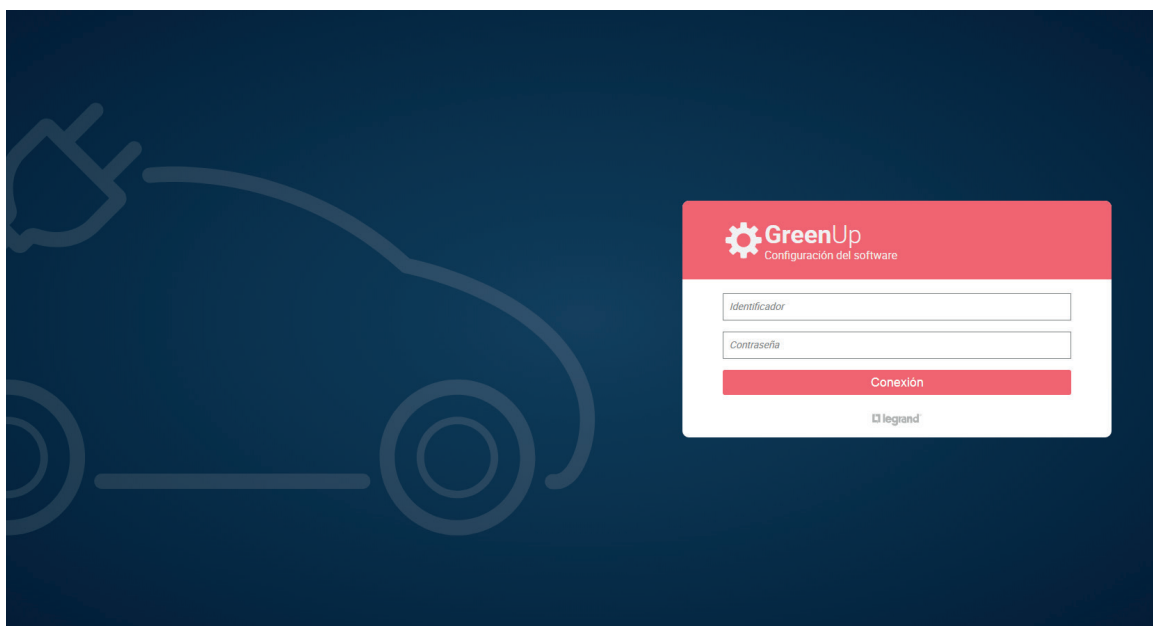 GreenUp
Configuración del software
Identificador
Contraseña
Conexión
legrand